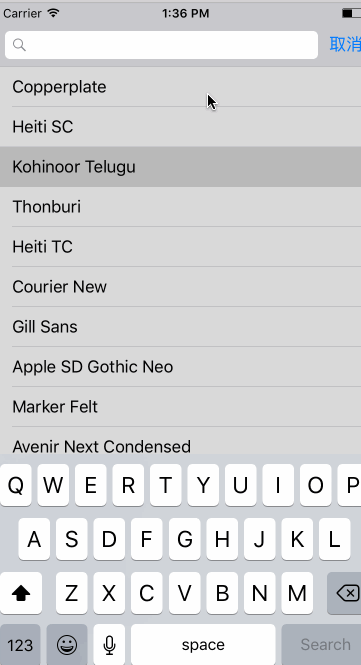 Carrier 1:36 PM
取消
Copperplate
Heiti SC
Kohinoor Telugu
Thonburi
Heiti TC
Courier New
Gill Sans
Apple SD Gothic Neo
Marker Felt
Avenir Next Condensed
Q W E R T Y U I O P
A S D F G H J K L
Z X C V B N M
123 space Search